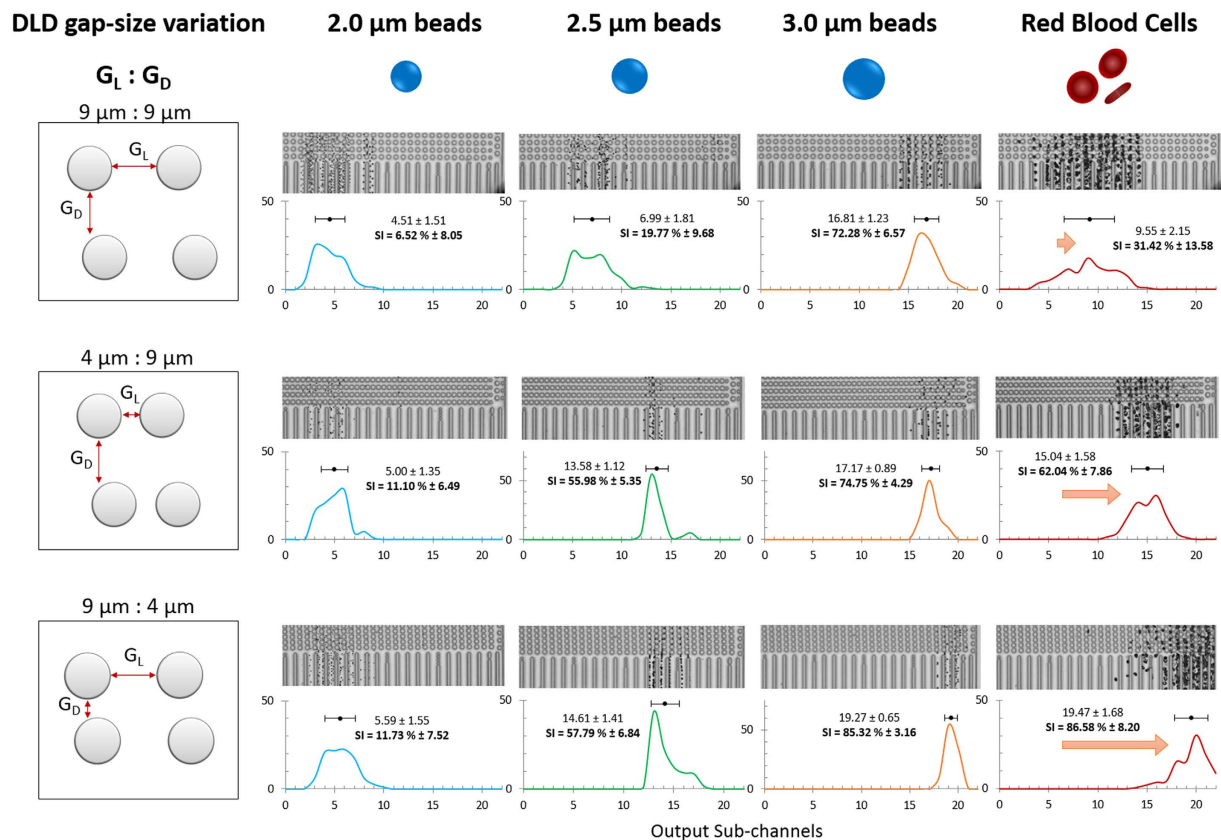 DLD gap-size variation
2.0 µm beads
2.5 µm beads
3.0 µm beads
Red Blood Cells
G_L : G_D
9 µm : 9 µm
G_L
G_D
50
4.51 ± 1.51
SI = 6.52 % ± 8.05
0
0 5 10 15 20
50
6.99 ± 1.81
SI = 19.77 % ± 9.68
0
0 5 10 15 20
50
16.81 ± 1.23
SI = 72.28 % ± 6.57
0
0 5 10 15 20
50
9.55 ± 2.15
SI = 31.42 % ± 13.58
0
0 5 10 15 20
4 µm : 9 µm
G_L
G_D
50
5.00 ± 1.35
SI = 11.10 % ± 6.49
0
0 5 10 15 20
50
13.58 ± 1.12
SI = 55.98 % ± 5.35
0
0 5 10 15 20
50
17.17 ± 0.89
SI = 74.75 % ± 4.29
0
0 5 10 15 20
50
15.04 ± 1.58
SI = 62.04 % ± 7.86
0
0 5 10 15 20
9 µm : 4 µm
G_L
G_D
50
5.59 ± 1.55
SI = 11.73 % ± 7.52
0
0 5 10 15 20
50
14.61 ± 1.41
SI = 57.79 % ± 6.84
0
0 5 10 15 20
50
19.27 ± 0.65
SI = 85.32 % ± 3.16
0
0 5 10 15 20
50
19.47 ± 1.68
SI = 86.58 % ± 8.20
0
0 5 10 15 20
Output Sub-channels